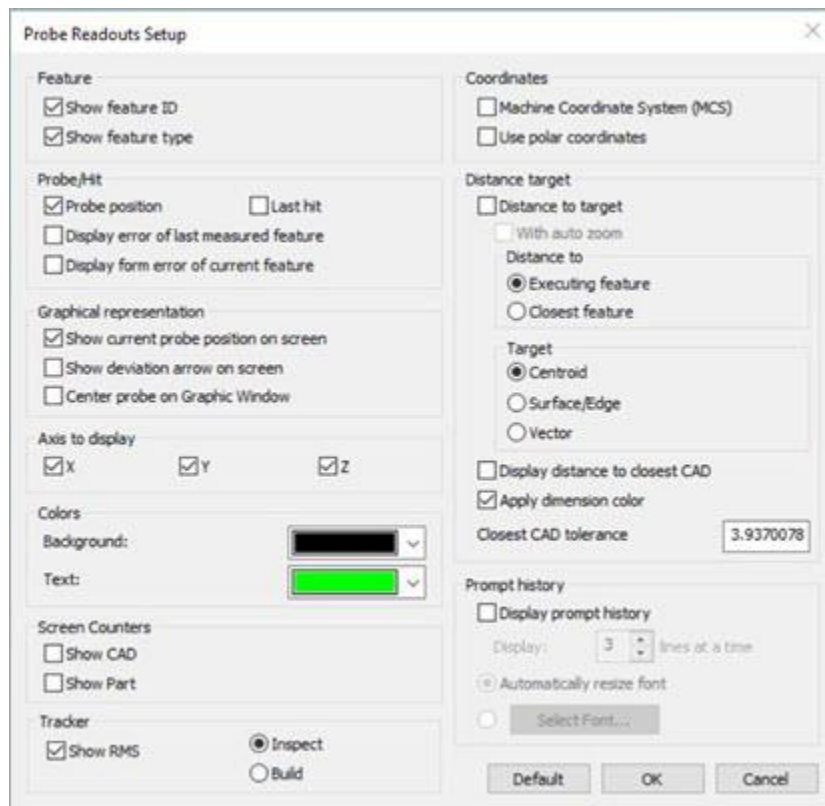 Probe Readouts Setup
Feature
Show feature ID
Show feature type
Probe/Hit
Probe position Last hit
Display error of last measured feature
Display form error of current feature
Graphical representation
Show current probe position on screen
Show deviation arrow on screen
Center probe on Graphic Window
Axis to display
X Y Z
Colors
Background:
Text:
Screen Counters
Show CAD
Show Part
Tracker
Show RMS Inspect
Build
Coordinates
Machine Coordinate System (MCS)
Use polar coordinates
Distance target
Distance to target
With auto zoom
Distance to
Executing feature
Closest feature
Target
Centroid
Surface/Edge
Vector
Display distance to closest CAD
Apply dimension color
Closest CAD tolerance 3.9370078
Prompt history
Display prompt history
Display: 3 lines at a time
Automatically resize font
Select Font...
Default OK Cancel